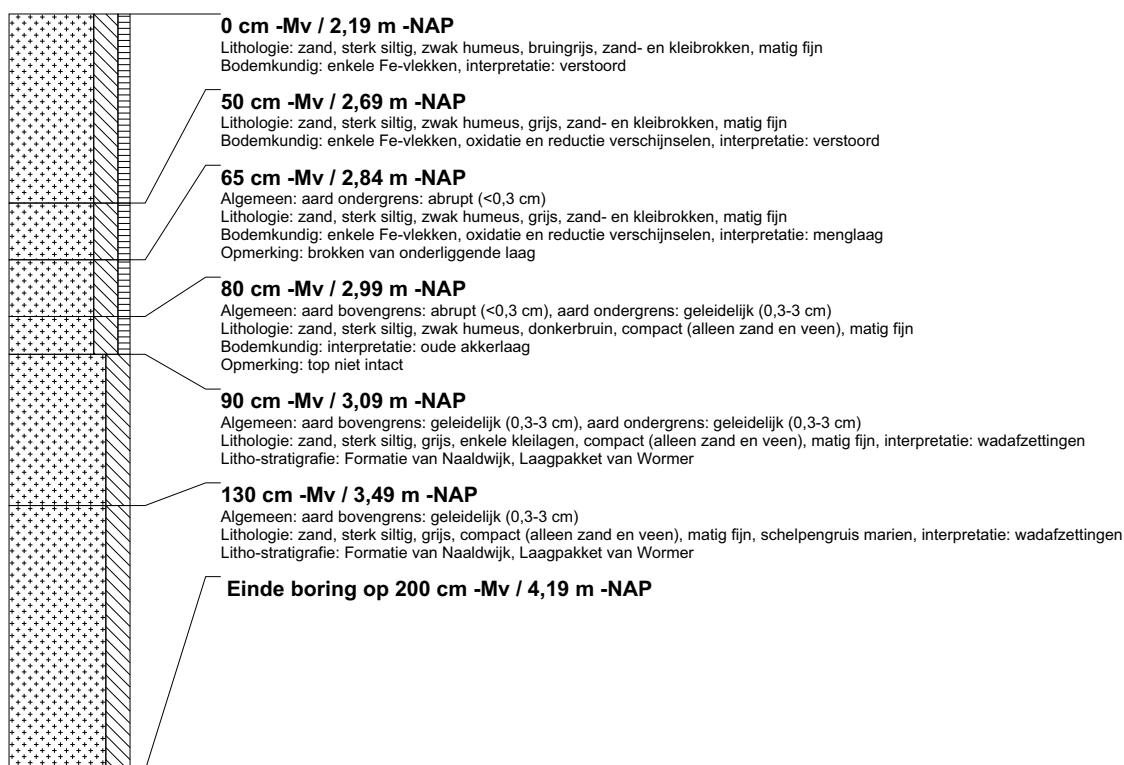 0 cm -Mv / 2,19 m -NAP
Lithologie: zand, sterk siltig, zwak humeus, bruingrijs, zand- en kleibrokken, matig fijn
Bodemkundig: enkele Fe-vlekken, interpretatie: verstoord
50 cm -Mv / 2,69 m -NAP
Lithologie: zand, sterk siltig, zwak humeus, grijs, zand- en kleibrokken, matig fijn
Bodemkundig: enkele Fe-vlekken, oxidatie en reductie verschijnselen, interpretatie: verstoord
65 cm -Mv / 2,84 m -NAP
Algemeen: aard ondergrens: abrupt (<0,3 cm)
Lithologie: zand, sterk siltig, zwak humeus, grijs, zand- en kleibrokken, matig fijn
Bodemkundig: enkele Fe-vlekken, oxidatie en reductie verschijnselen, interpretatie: menglaag
Opmerking: brokken van onderliggende laag
80 cm -Mv / 2,99 m -NAP
Algemeen: aard bovengrens: abrupt (<0,3 cm), aard ondergrens: geleidelijk (0,3-3 cm)
Lithologie: zand, sterk siltig, zwak humeus, donkerbruin, compact (alleen zand en veen), matig fijn
Bodemkundig: interpretatie: oude akkerlaag
Opmerking: top niet intact
90 cm -Mv / 3,09 m -NAP
Algemeen: aard bovengrens: geleidelijk (0,3-3 cm), aard ondergrens: geleidelijk (0,3-3 cm)
Lithologie: zand, sterk siltig, grijs, enkele kleilagen, compact (alleen zand en veen), matig fijn, interpretatie: wadafzettingen
Litho-stratigrafie: Formatie van Naaldwijk, Laagpakket van Wormer
130 cm -Mv / 3,49 m -NAP
Algemeen: aard bovengrens: geleidelijk (0,3-3 cm)
Lithologie: zand, sterk siltig, grijs, compact (alleen zand en veen), matig fijn, schelpengruis marien, interpretatie: wadafzettingen
Litho-stratigrafie: Formatie van Naaldwijk, Laagpakket van Wormer
Einde boring op 200 cm -Mv / 4,19 m -NAP